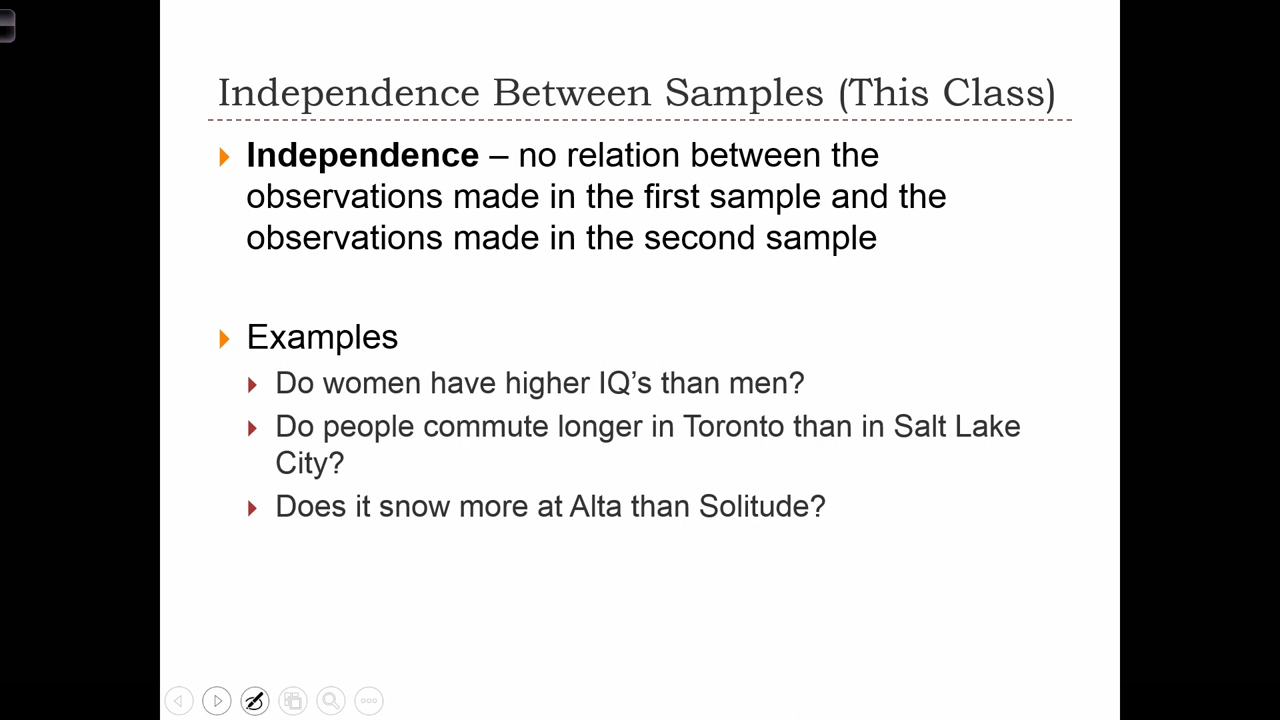 Independence Between Samples (This Class)
Independence – no relation between the
observations made in the first sample and the
observations made in the second sample
Examples
Do women have higher IQ’s than men?
Do people commute longer in Toronto than in Salt Lake
City?
Does it snow more at Alta than Solitude?